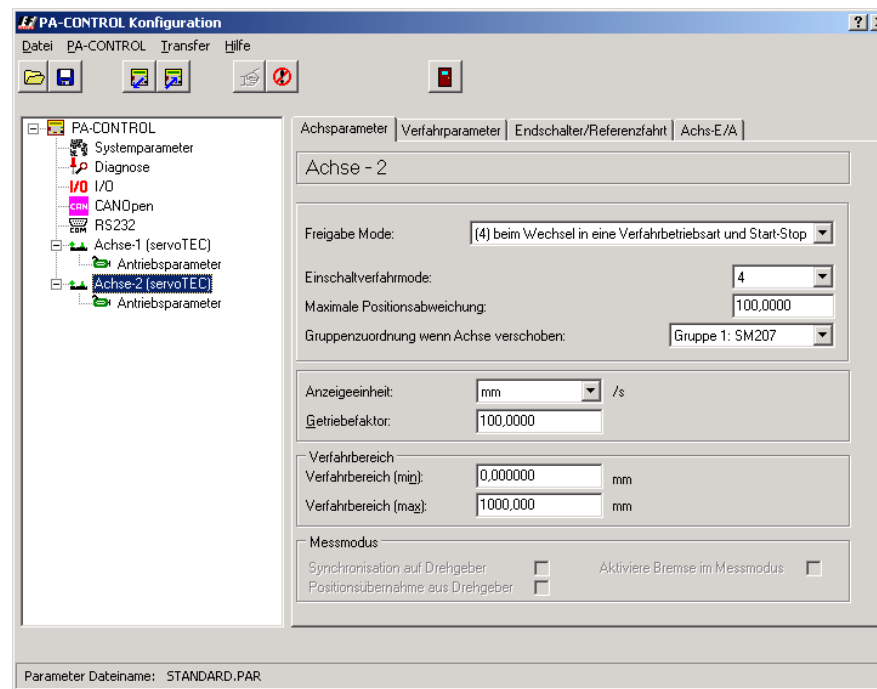 PA-CONTROL Konfiguration
Datei PA-CONTROL Transfer Hilfe
PA-CONTROL
Systemparameter
Diagnose
I/O I/O
CAN CANOpen
COM RS232
Achse-1 (servoTEC)
Antriebsparameter
Achse-2 (servoTEC)
Antriebsparameter
Achsparameter Verfahrparameter Endschalter/Referenzfahrt Achs-E/A
Achse - 2
Freigabe Mode: (4) beim Wechsel in eine Verfahrbetriebsart und Start-Stop
Einschaltverfahrmode: 4
Maximale Positionsabweichung: 100,0000
Gruppenzuordnung wenn Achse verschoben: Gruppe 1: SM207
Anzeigeeinheit: mm /s
Getriebefaktor: 100,0000
Verfahrbereich
Verfahrbereich (min): 0,000000 mm
Verfahrbereich (max): 1000,000 mm
Messmodus
Synchronisation auf Drehgeber Aktiviere Bremse im Messmodus
Positionsübernahme aus Drehgeber
Parameter Dateiname: STANDARD.PAR